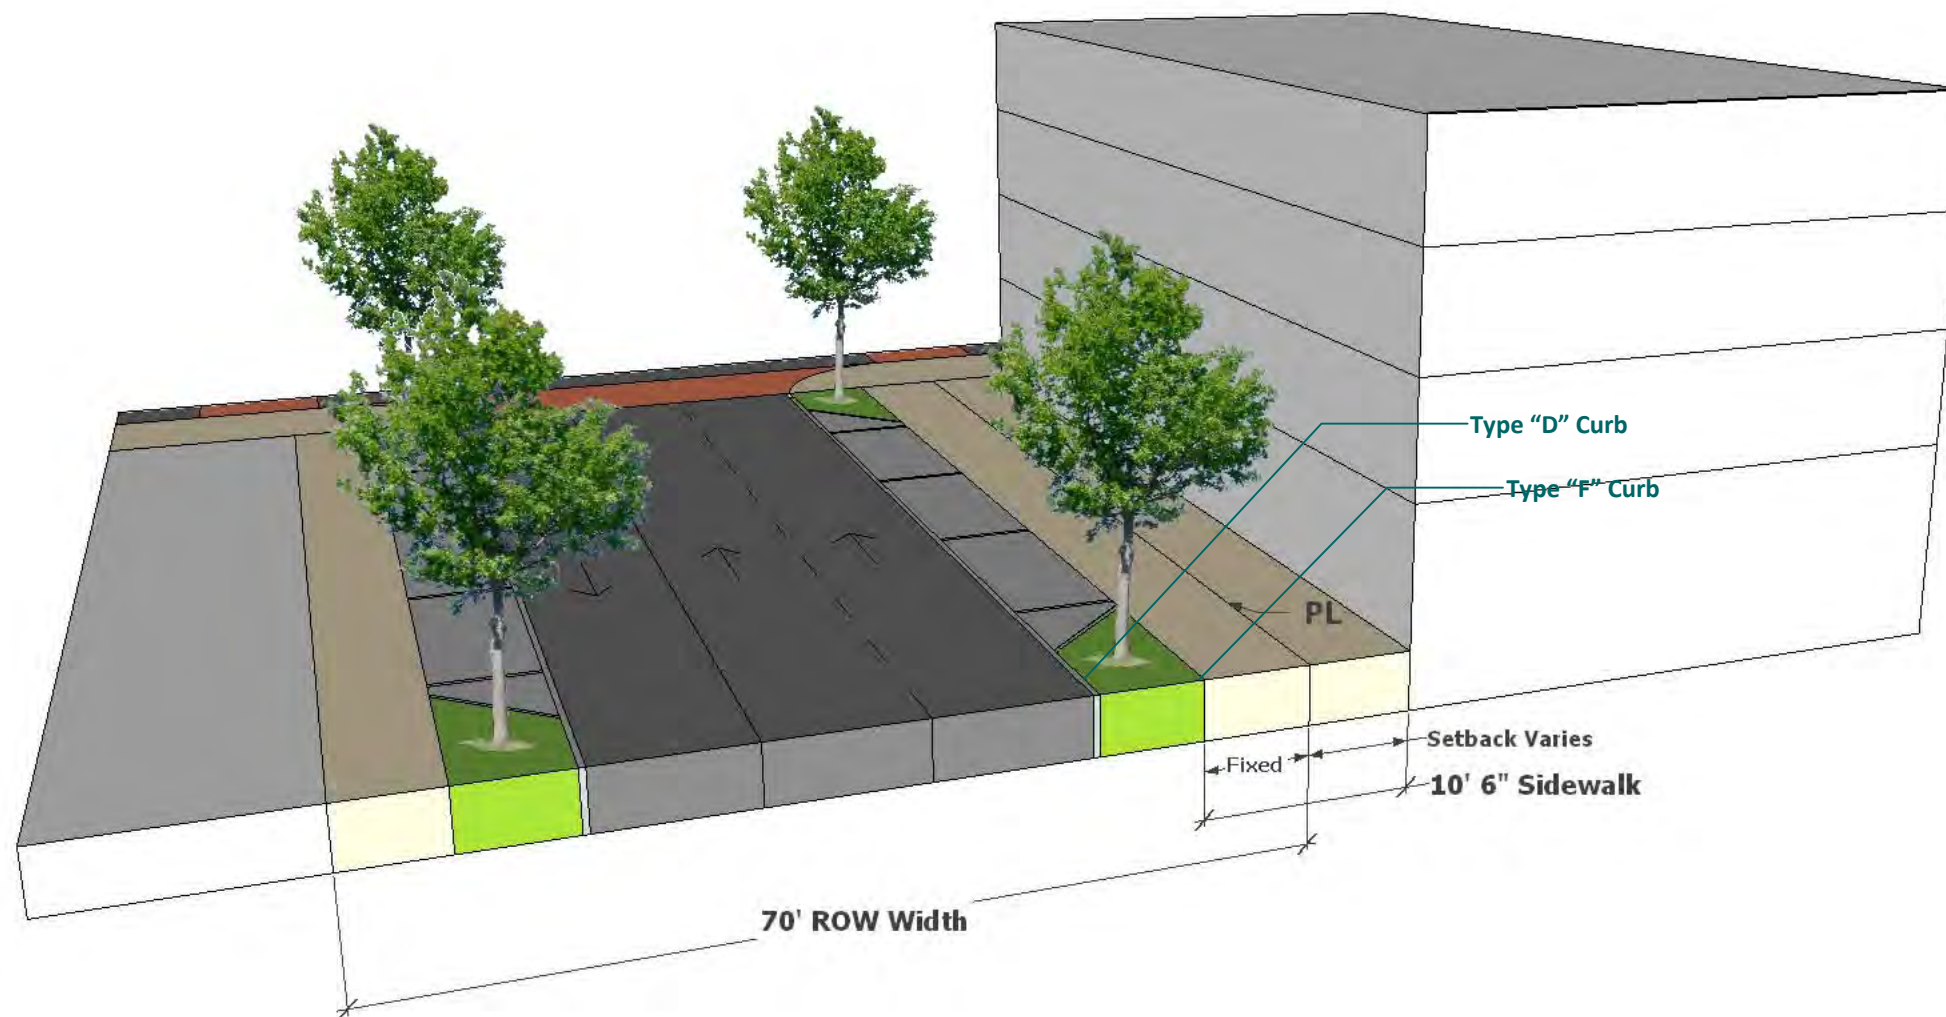 Type “D” Curb
Type “F” Curb
PL
Setback Varies
Fixed
10' 6" Sidewalk
70' ROW Width